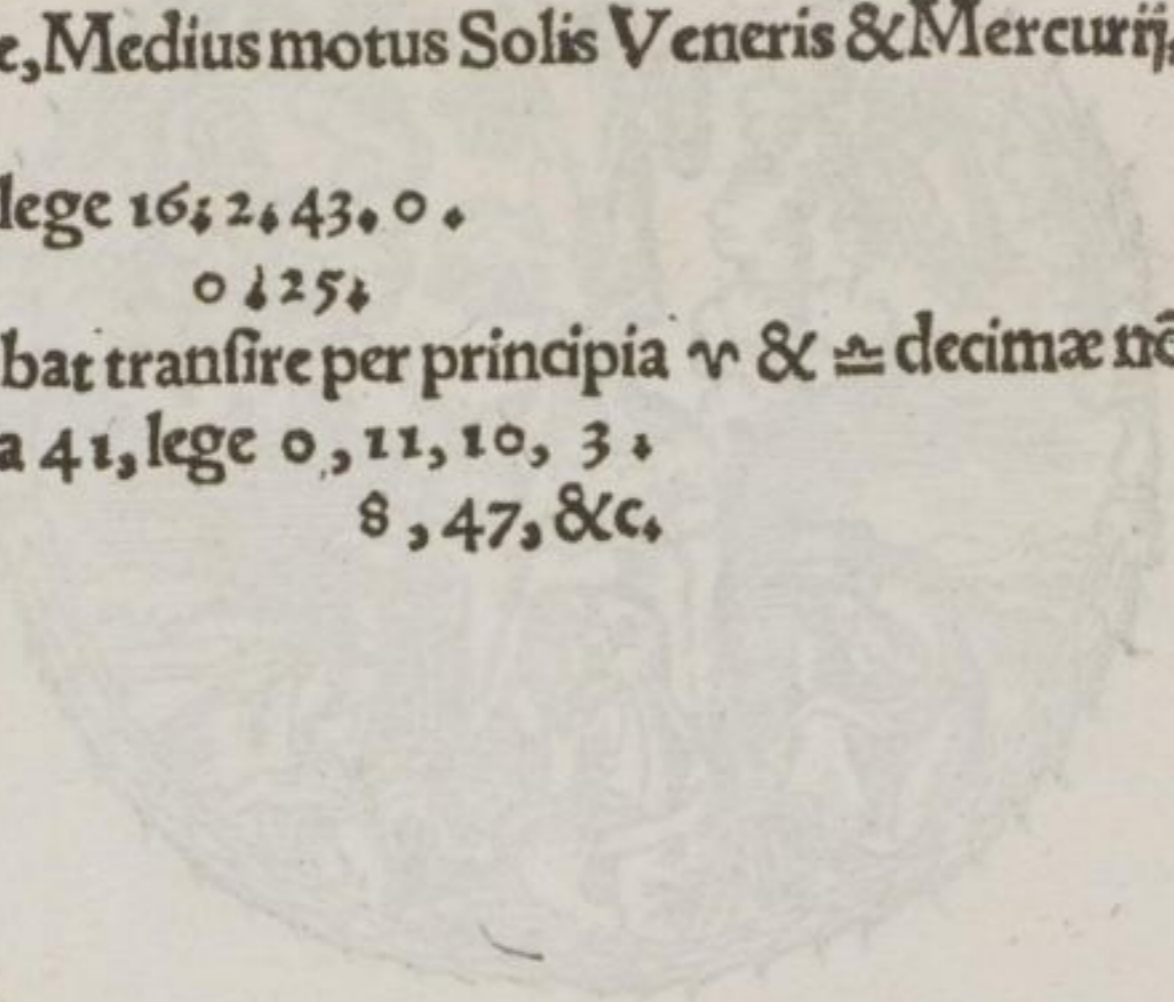 e, Medius motus Solis Veneris & Mercurij.
lege 16. 2. 43. 0.
0. 25.
bat tranſire per principia ♈ & ♎ decimæ nõ
a 41, lege 0, 11, 10, 3.
8, 47, &c.